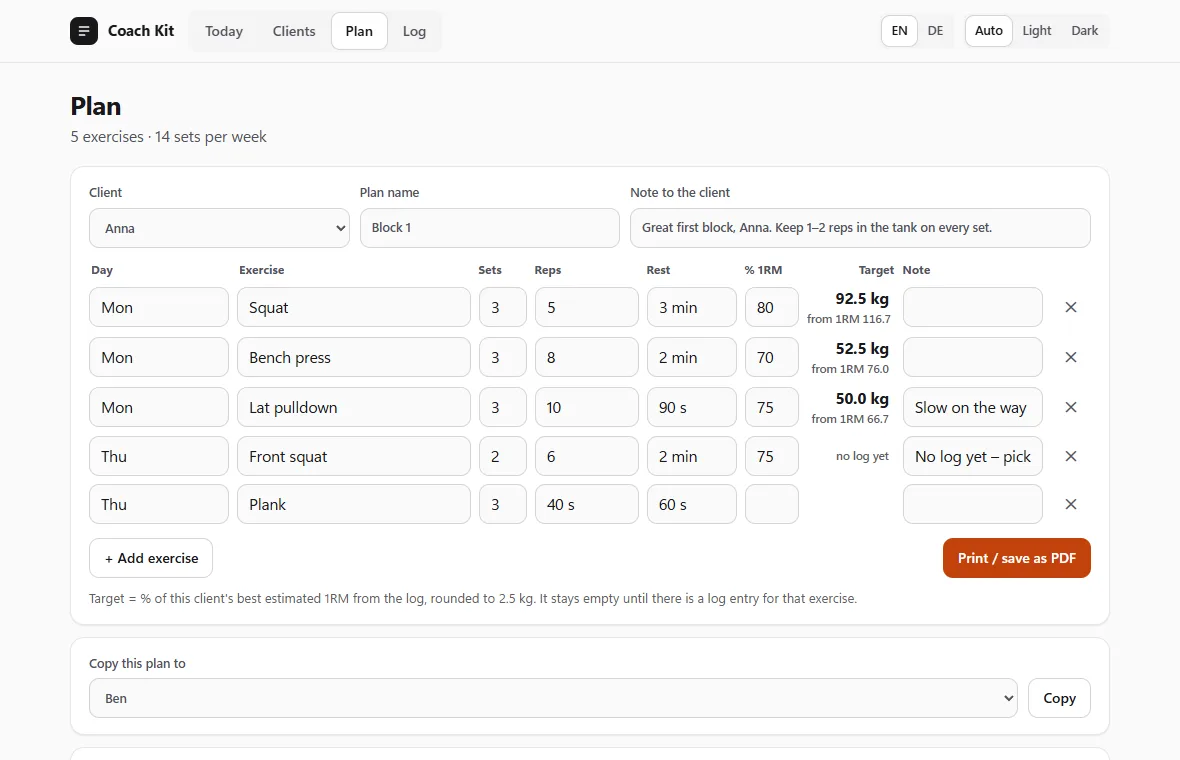 Coach Kit Today Clients Plan Log EN DE Auto Light Dark
Plan
5 exercises · 14 sets per week
Client Plan name Note to the client
Anna Block 1 Great first block, Anna. Keep 1–2 reps in the tank on every set.
Day Exercise Sets Reps Rest % 1RM Target Note
Mon Squat 3 5 3 min 80 92.5 kg
from 1RM 116.7
Mon Bench press 3 8 2 min 70 52.5 kg
from 1RM 76.0
Mon Lat pulldown 3 10 90 s 75 50.0 kg Slow on the way
from 1RM 66.7
Thu Front squat 2 6 2 min 75 no log yet No log yet – pick
Thu Plank 3 40 s 60 s
+ Add exercise Print / save as PDF
Target = % of this client's best estimated 1RM from the log, rounded to 2.5 kg. It stays empty until there is a log entry for that exercise.
Copy this plan to
Ben Copy